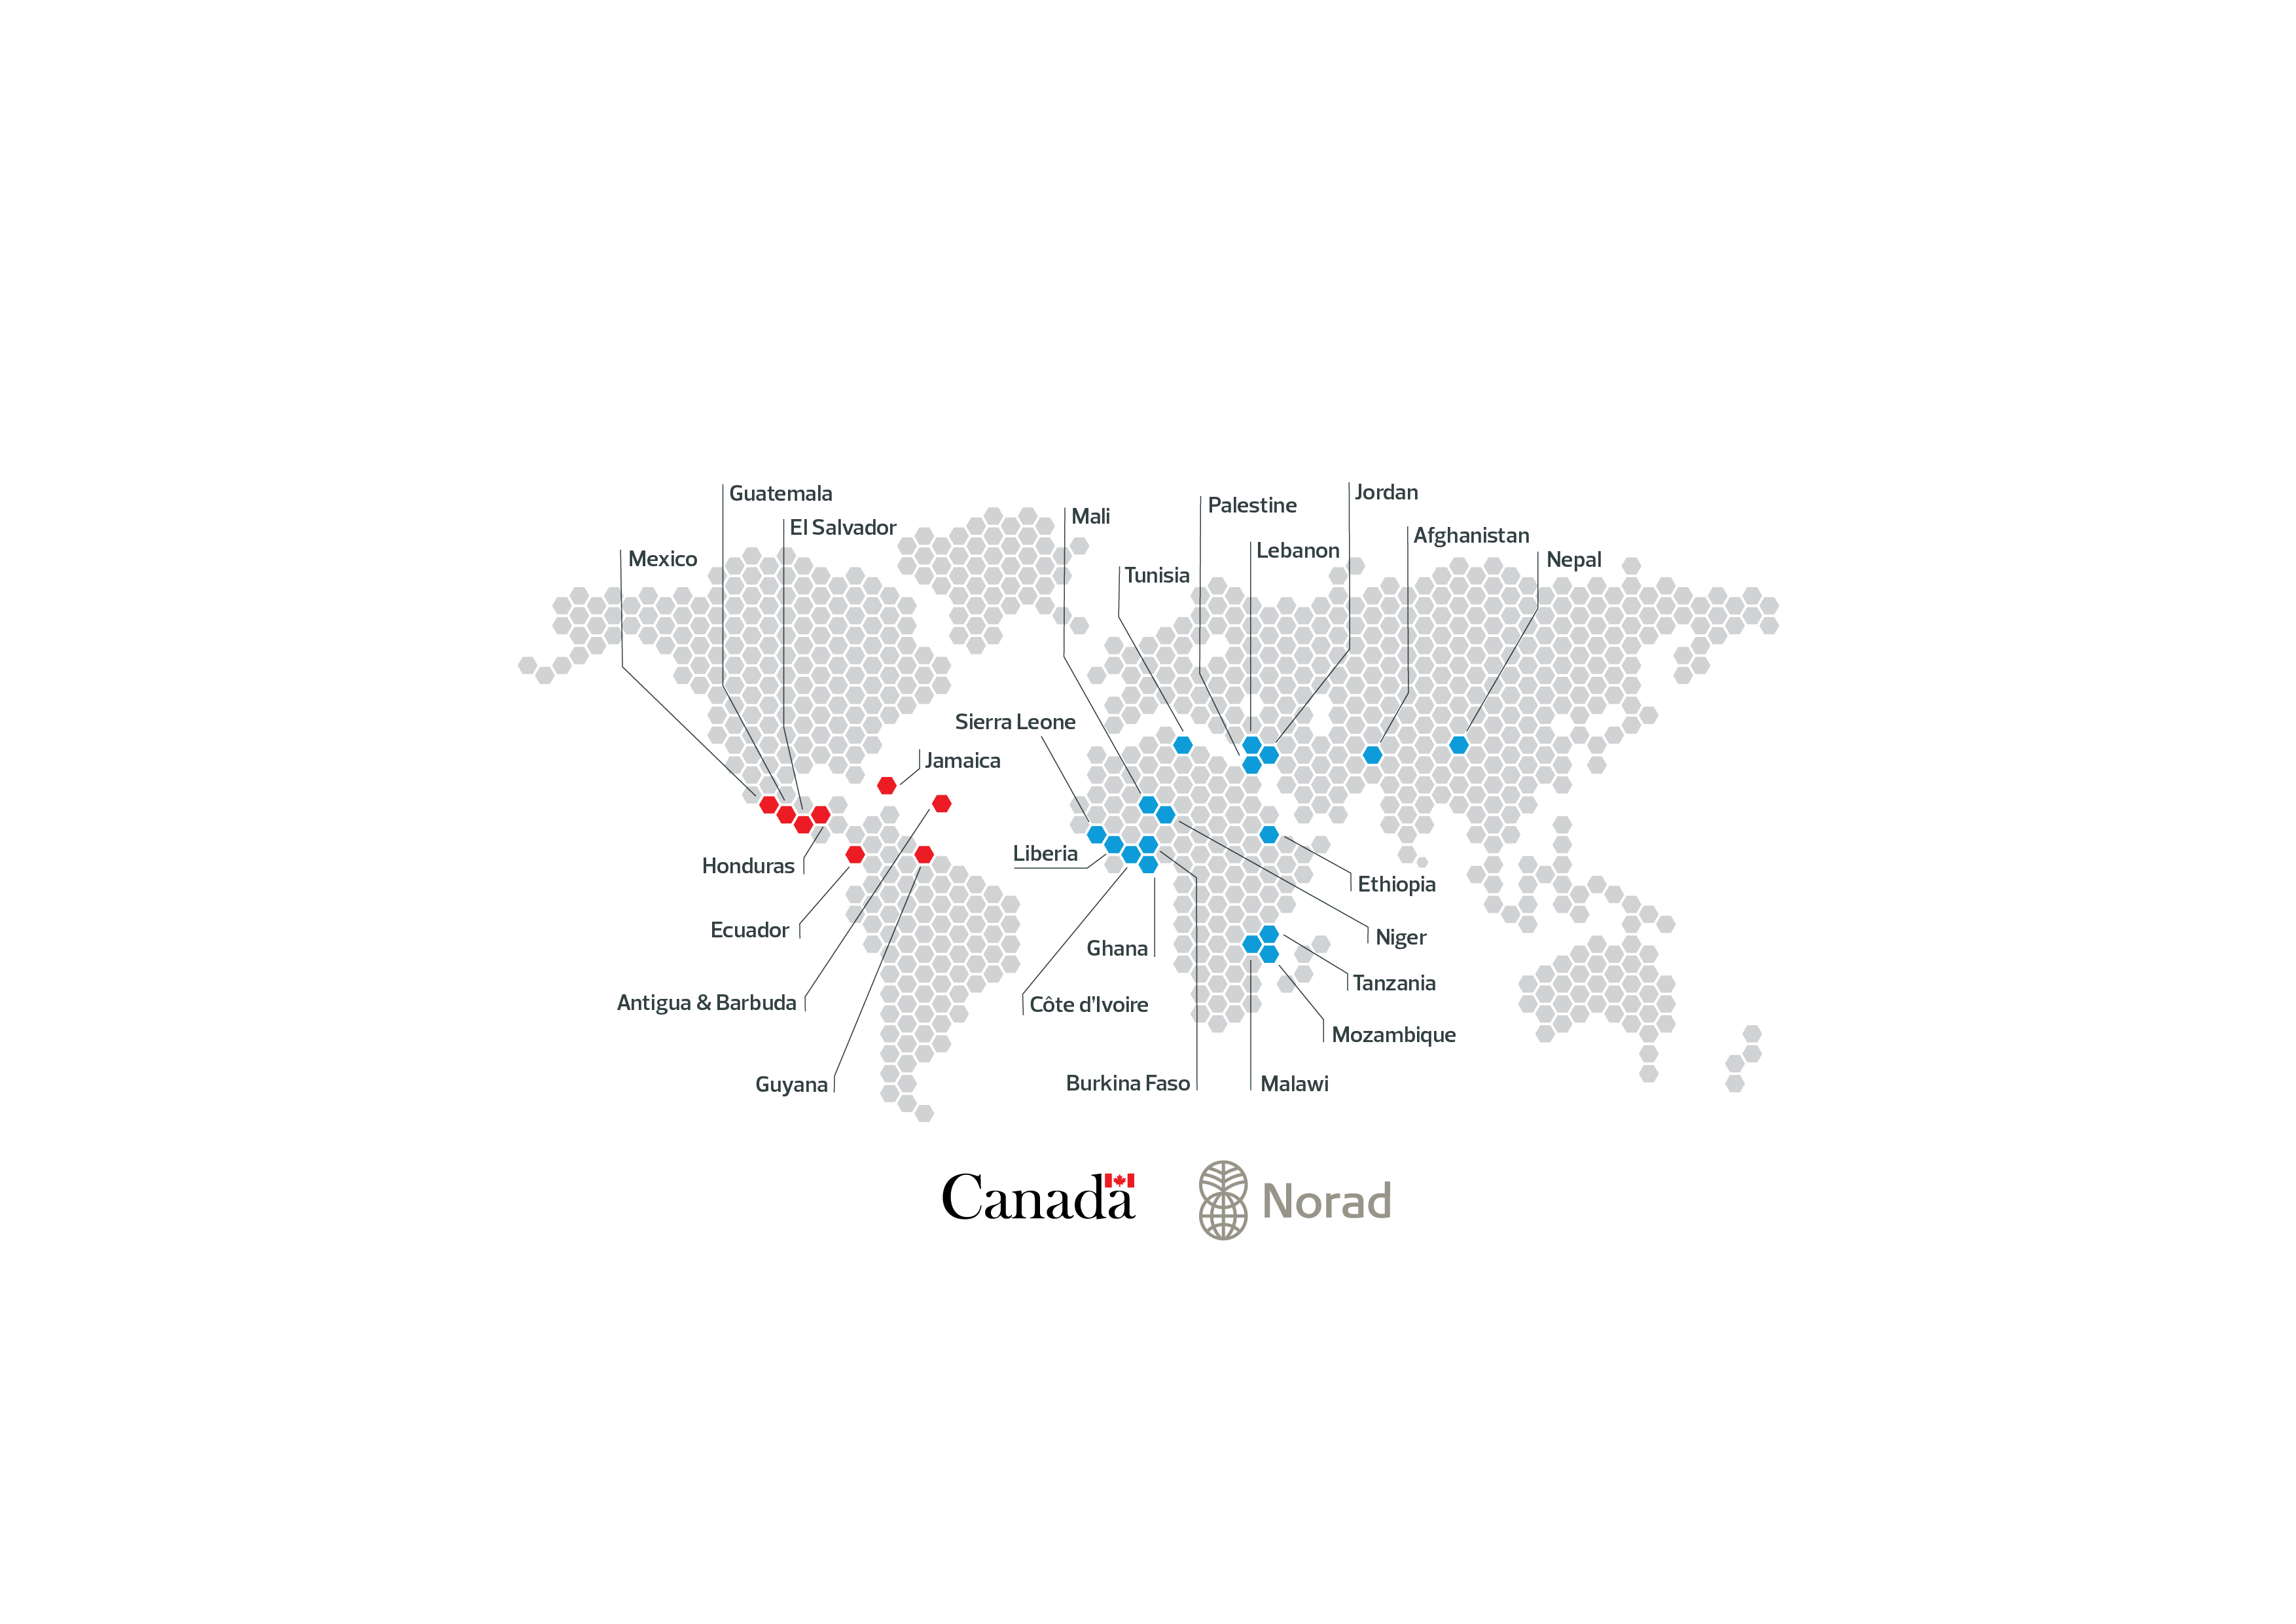 Guatemala
El Salvador
Mexico
Mali
Palestine
Jordan
Lebanon
Afghanistan
Nepal
Tunisia
Sierra Leone
Jamaica
Honduras
Liberia
Ecuador
Ethiopia
Ghana
Niger
Antigua & Barbuda
Côte d'Ivoire
Tanzania
Mozambique
Guyana
Burkina Faso
Malawi
Canada
Norad